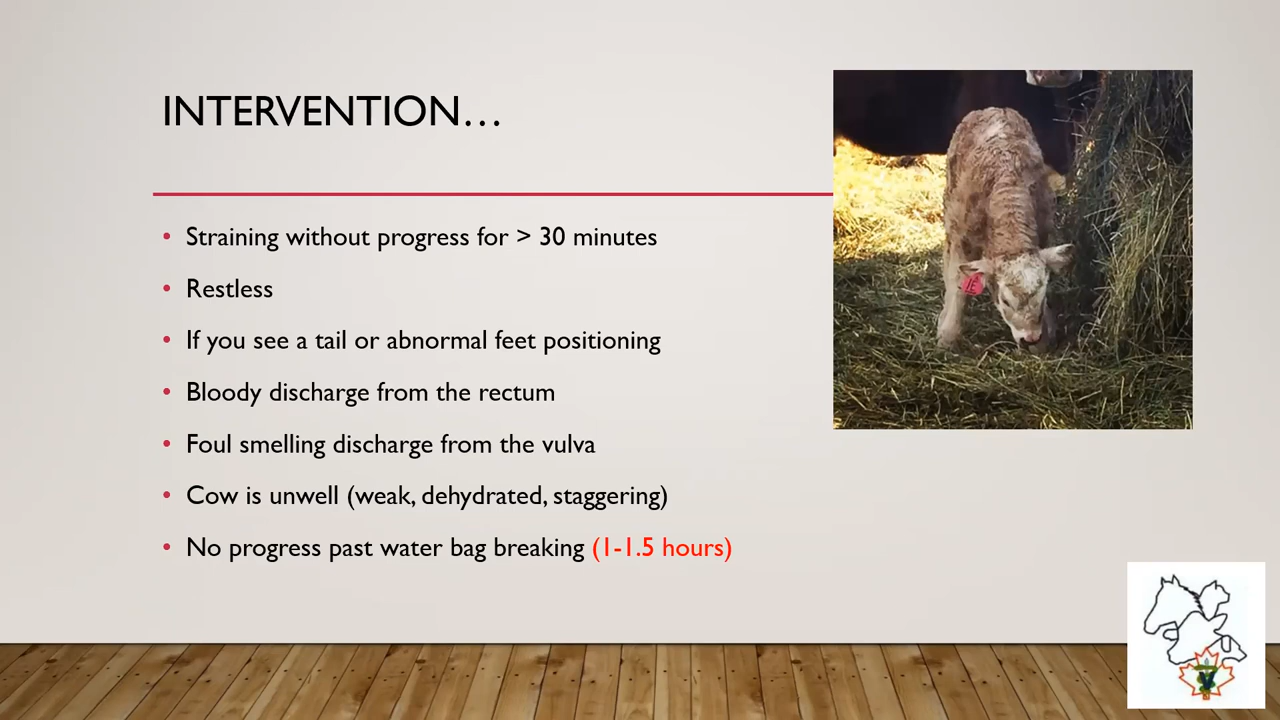 INTERVENTION…
• Straining without progress for > 30 minutes
• Restless
• If you see a tail or abnormal feet positioning
• Bloody discharge from the rectum
• Foul smelling discharge from the vulva
• Cow is unwell (weak, dehydrated, staggering)
• No progress past water bag breaking (1-1.5 hours)